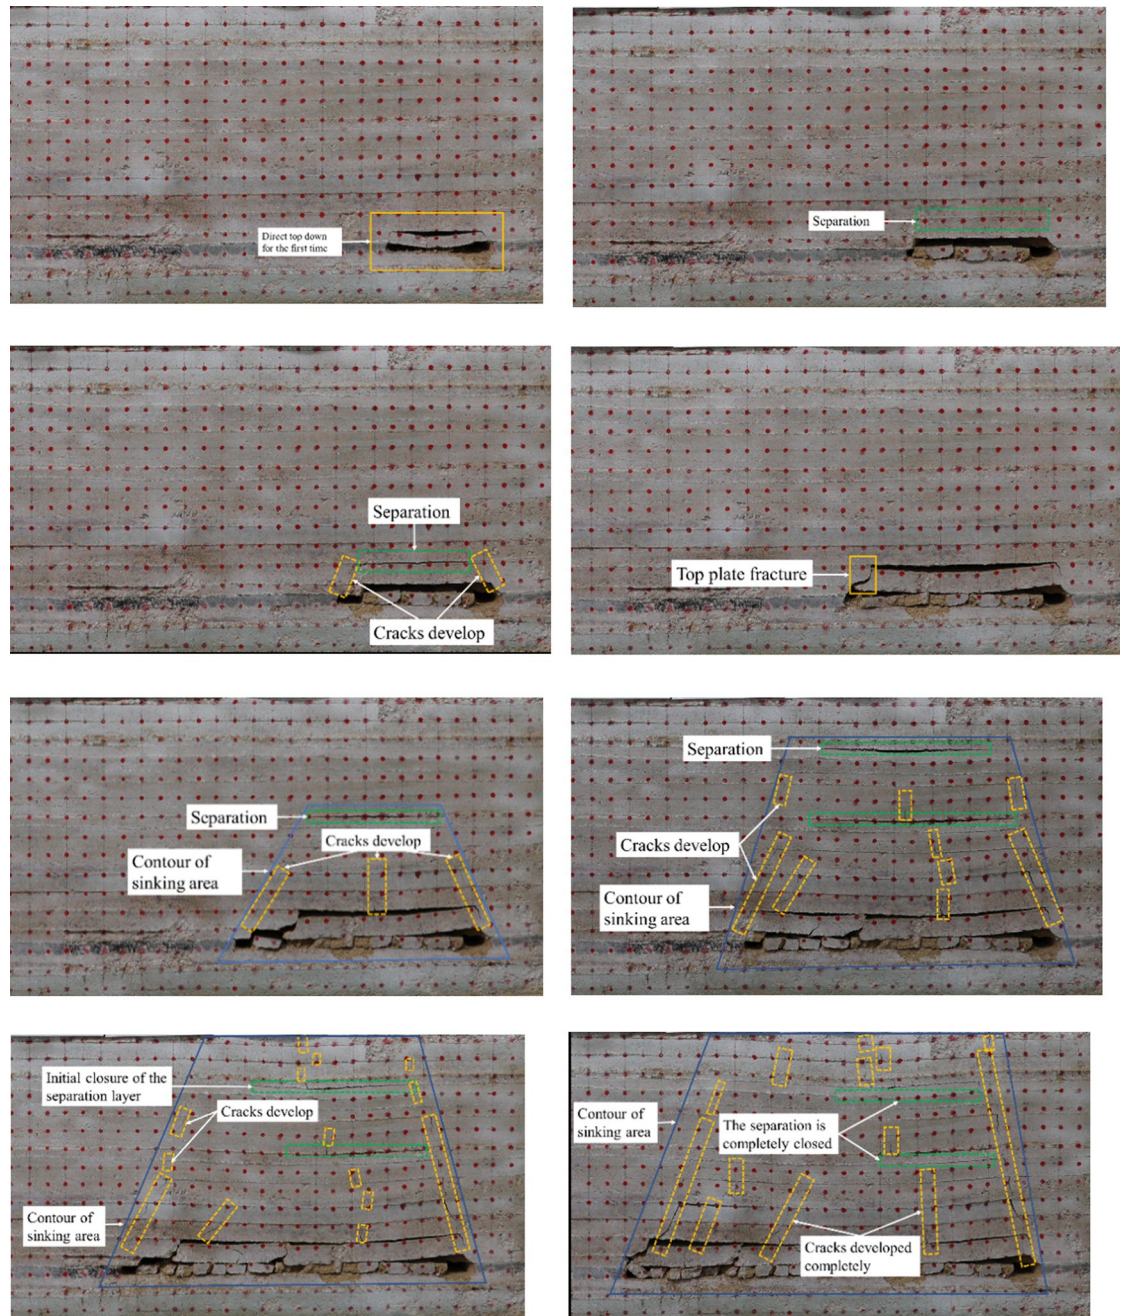 Direct top down
for the first time
Separation
Separation
Cracks develop
Top plate fracture
Separation
Cracks develop
Contour of
sinking area
Separation
Cracks develop
Contour of
sinking area
Initial closure of the
separation layer
Cracks develop
Contour of
sinking area
Contour of
sinking area
The separation is
completely closed
Cracks developed
completely